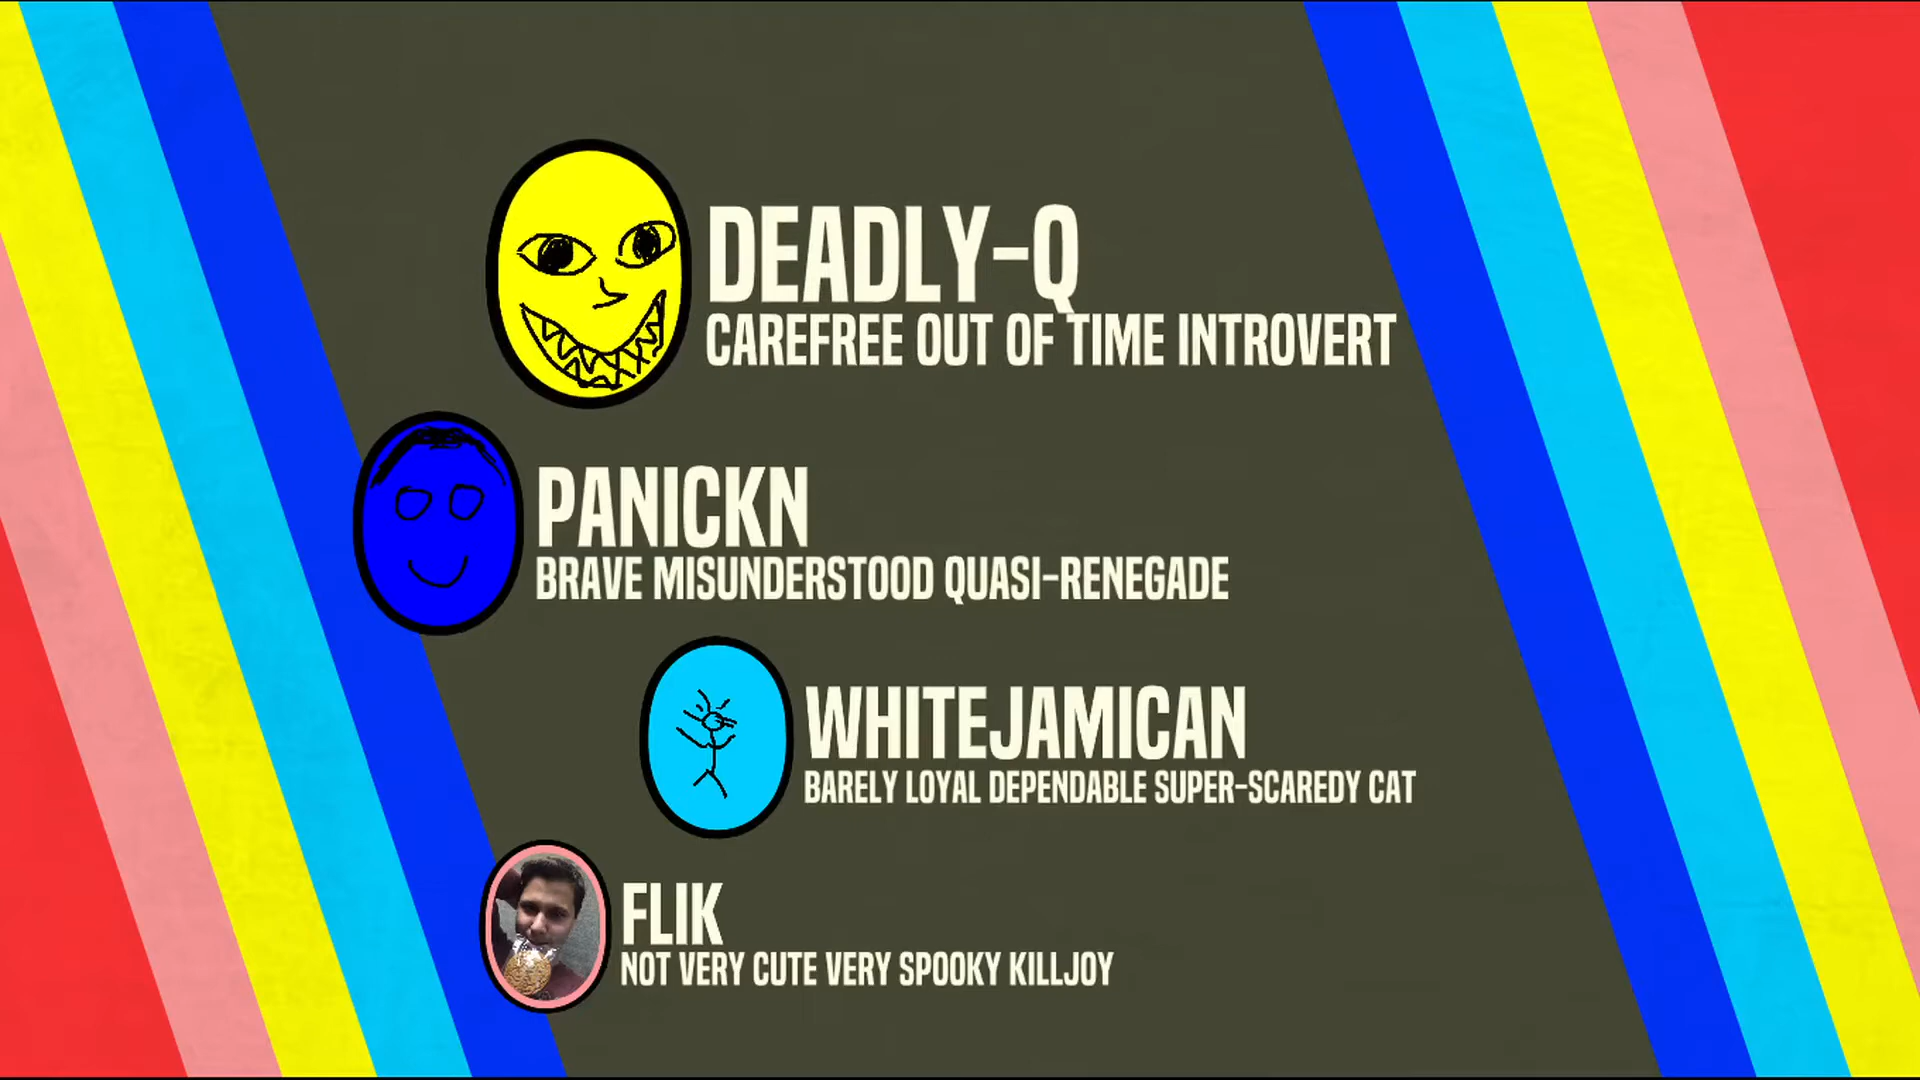 DEADLY-Q
CAREFREE OUT OF TIME INTROVERT
PANICKN
BRAVE MISUNDERSTOOD QUASI-RENEGADE
WHITEJAMICAN
BARELY LOYAL DEPENDABLE SUPER-SCAREDY CAT
FLIK
NOT VERY CUTE VERY SPOOKY KILLJOY